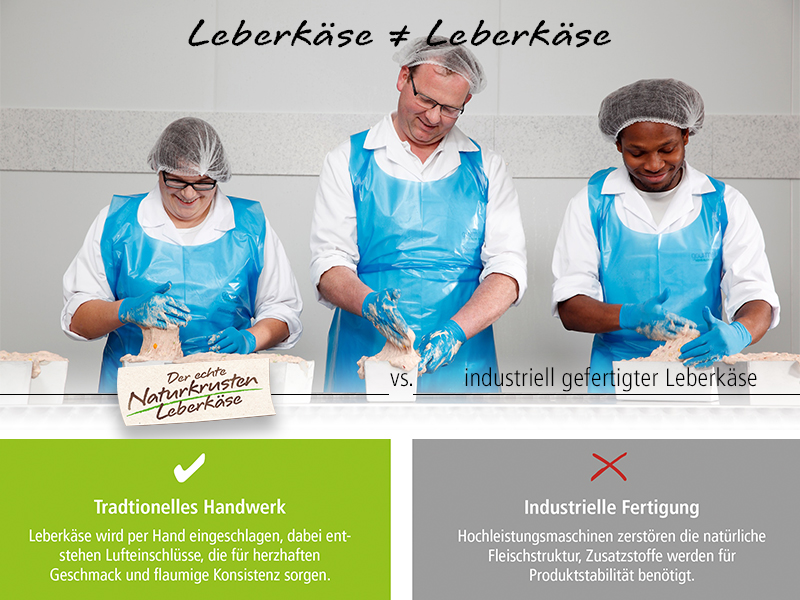 Leberkäse ≠ Leberkäse
Der echte
Naturkrusten
Leberkäse
vs.
industriell gefertigter Leberkäse
Tradtionelles Handwerk
Leberkäse wird per Hand eingeschlagen, dabei ent-
stehen Lufteinschlüsse, die für herzhaften
Geschmack und flaumige Konsistenz sorgen.
Industrielle Fertigung
Hochleistungsmaschinen zerstören die natürliche
Fleischstruktur, Zusatzstoffe werden für
Produktstabilität benötigt.